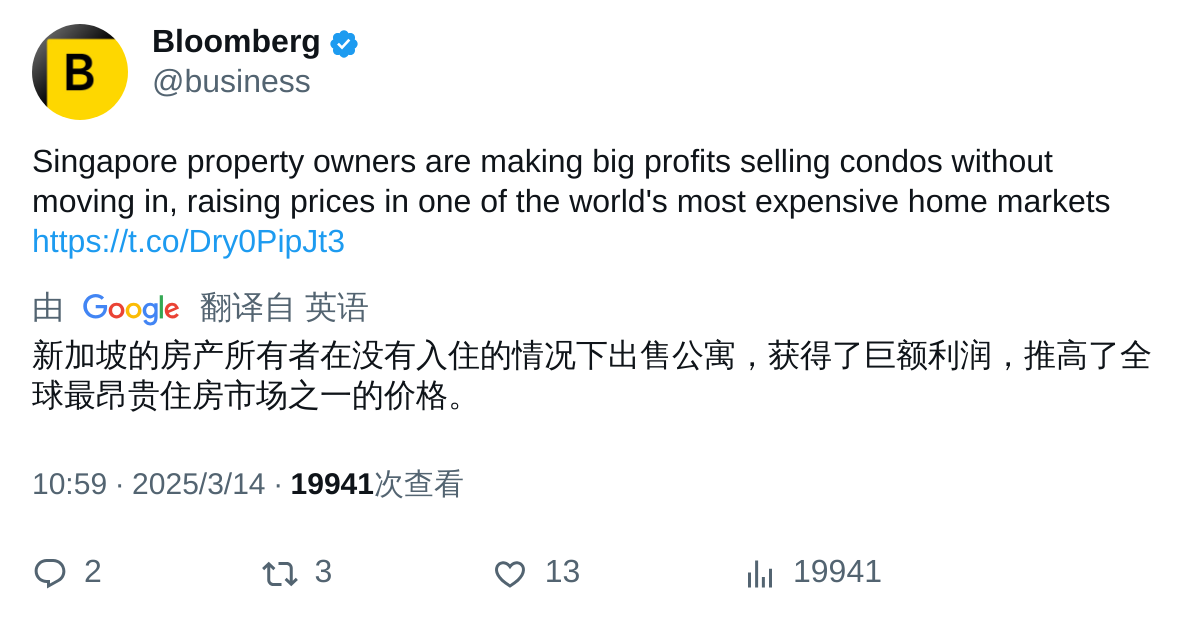 B
Bloomberg
@business
Singapore property owners are making big profits selling condos without
moving in, raising prices in one of the world's most expensive home markets
https://t.co/Dry0PipJt3
由 Google 翻译自 英语
新加坡的房产所有者在没有入住的情况下出售公寓，获得了巨额利润，推高了全
球最昂贵住房市场之一的价格。
10:59 · 2025/3/14 · 19941次查看
2 3 13 19941